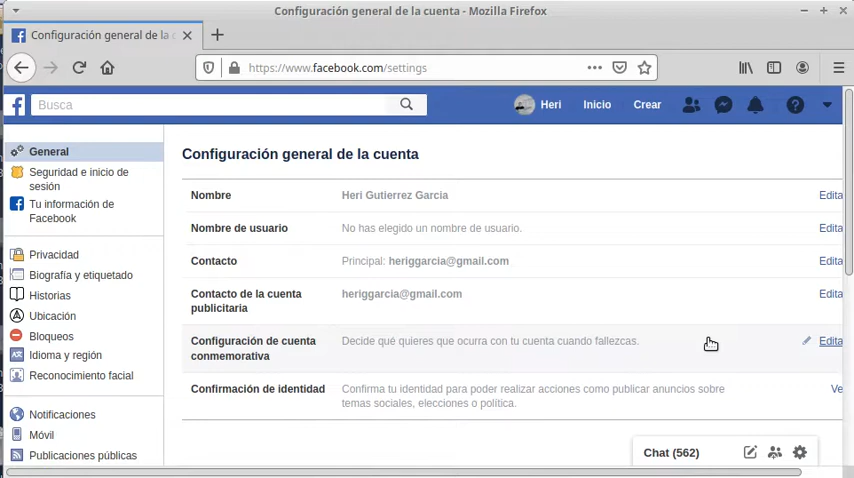 Configuración general de la cuenta - Mozilla Firefox
Configuración general de la c
https://www.facebook.com/settings
Busca
Heri Inicio Crear
General
Seguridad e inicio de
sesión
Tu información de
Facebook
Privacidad
Biografía y etiquetado
Historias
Ubicación
Bloqueos
Idioma y región
Reconocimiento facial
Notificaciones
Móvil
Publicaciones públicas
Configuración general de la cuenta
Nombre Heri Gutierrez Garcia Edita
Nombre de usuario No has elegido un nombre de usuario. Edita
Contacto Principal: heriggarcia@gmail.com Edita
Contacto de la cuenta
publicitaria
heriggarcia@gmail.com Edita
Configuración de cuenta
conmemorativa
Decide qué quieres que ocurra con tu cuenta cuando fallezcas. Edita
Confirmación de identidad
Confirma tu identidad para poder realizar acciones como publicar anuncios sobre
temas sociales, elecciones o política.
Ve
Chat (562)